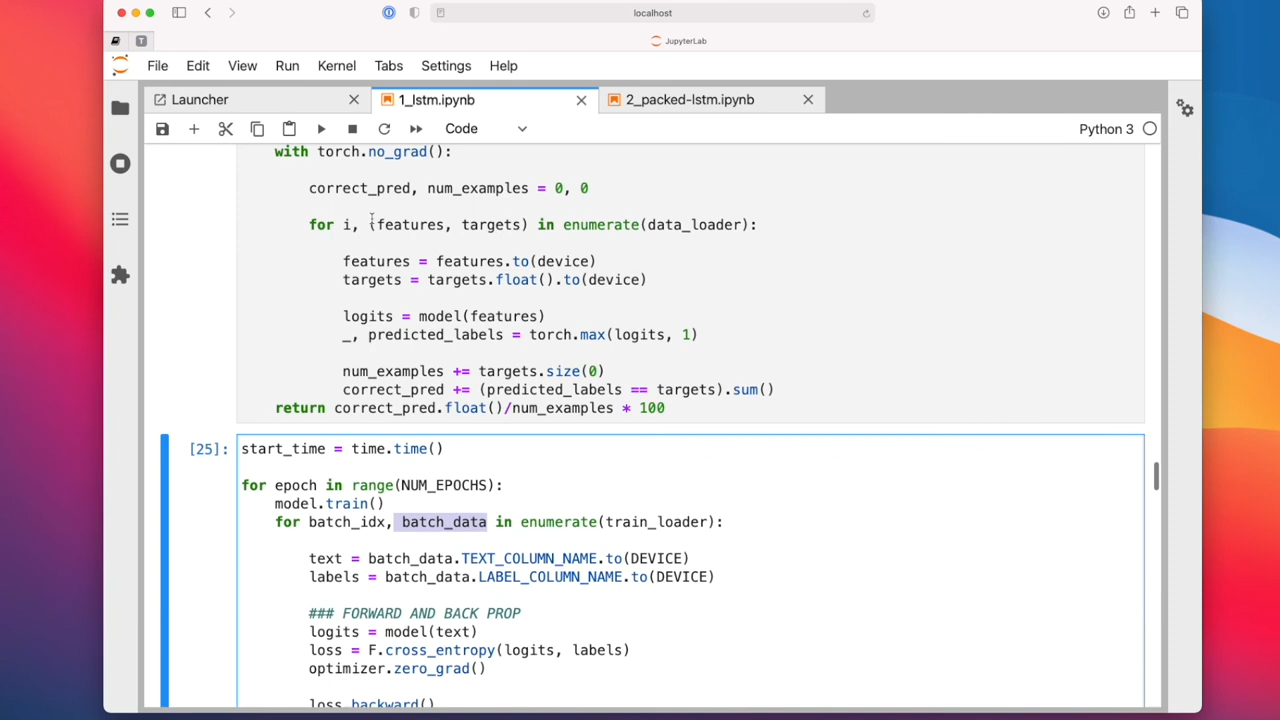 localhost
T
JupyterLab
File Edit View Run Kernel Tabs Settings Help
Launcher 1_lstm.ipynb 2_packed-lstm.ipynb
Code Python 3
with torch.no_grad():
correct_pred, num_examples = 0, 0
for i, (features, targets) in enumerate(data_loader):
features = features.to(device)
targets = targets.float().to(device)
logits = model(features)
_, predicted_labels = torch.max(logits, 1)
num_examples += targets.size(0)
correct_pred += (predicted_labels == targets).sum()
return correct_pred.float()/num_examples * 100
[25]: start_time = time.time()
for epoch in range(NUM_EPOCHS):
model.train()
for batch_idx, batch_data in enumerate(train_loader):
text = batch_data.TEXT_COLUMN_NAME.to(DEVICE)
labels = batch_data.LABEL_COLUMN_NAME.to(DEVICE)
### FORWARD AND BACK PROP
logits = model(text)
loss = F.cross_entropy(logits, labels)
optimizer.zero_grad()
loss.backward()